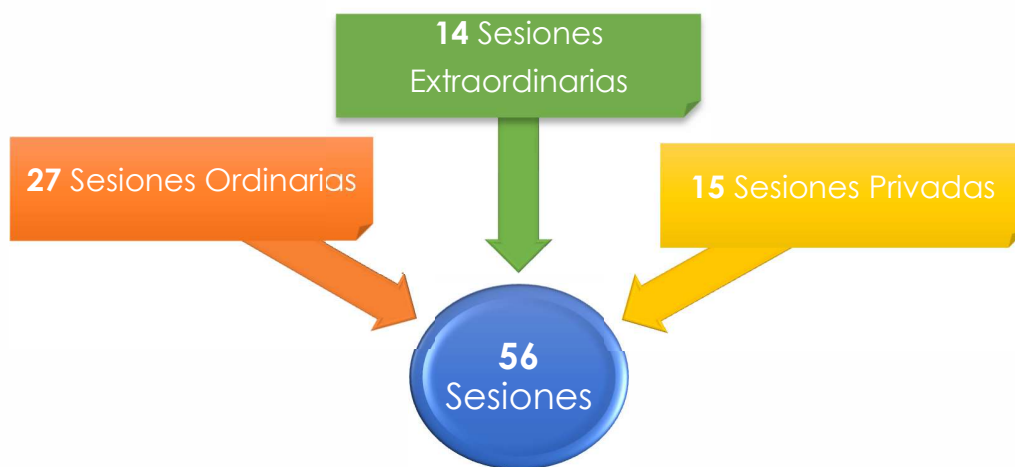 14 Sesiones
Extraordinarias
27 Sesiones Ordinarias
15 Sesiones Privadas
56
Sesiones